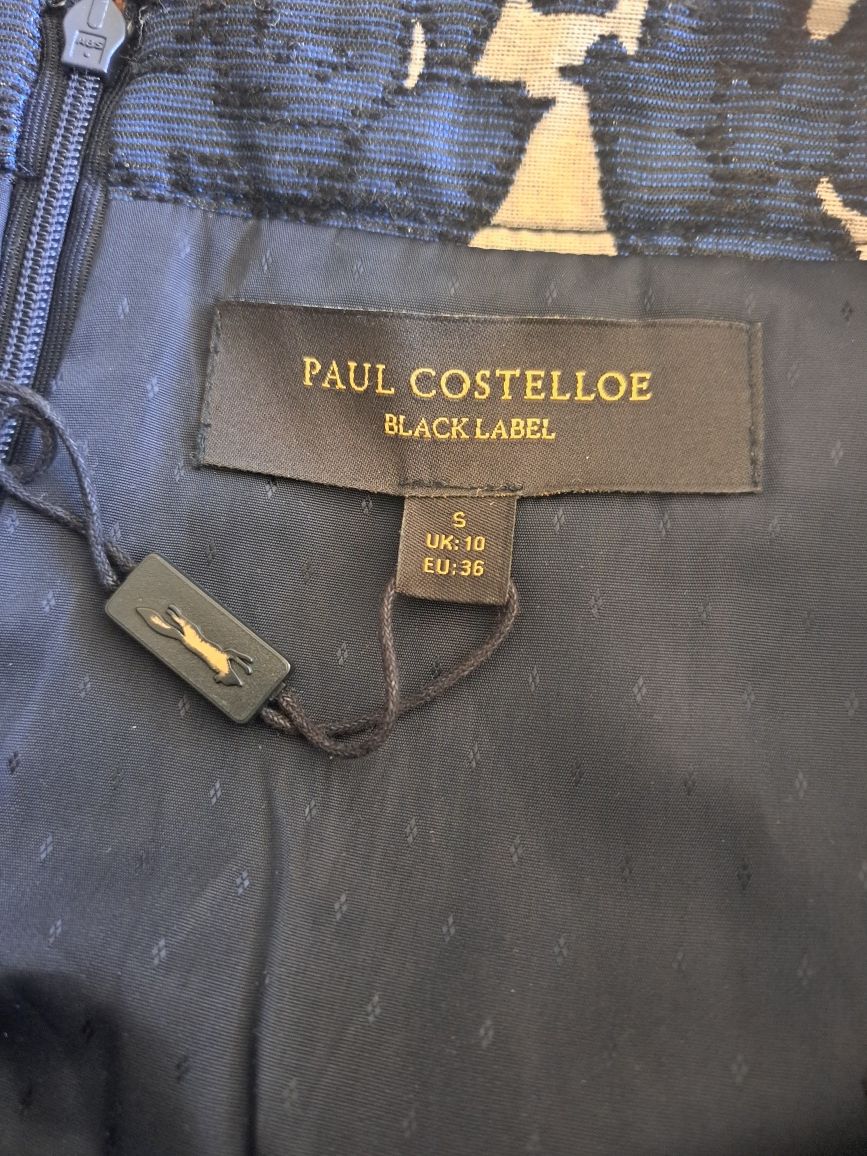 PAUL COSTELLOE
BLACK LABEL
S
UK: 10
EU: 36